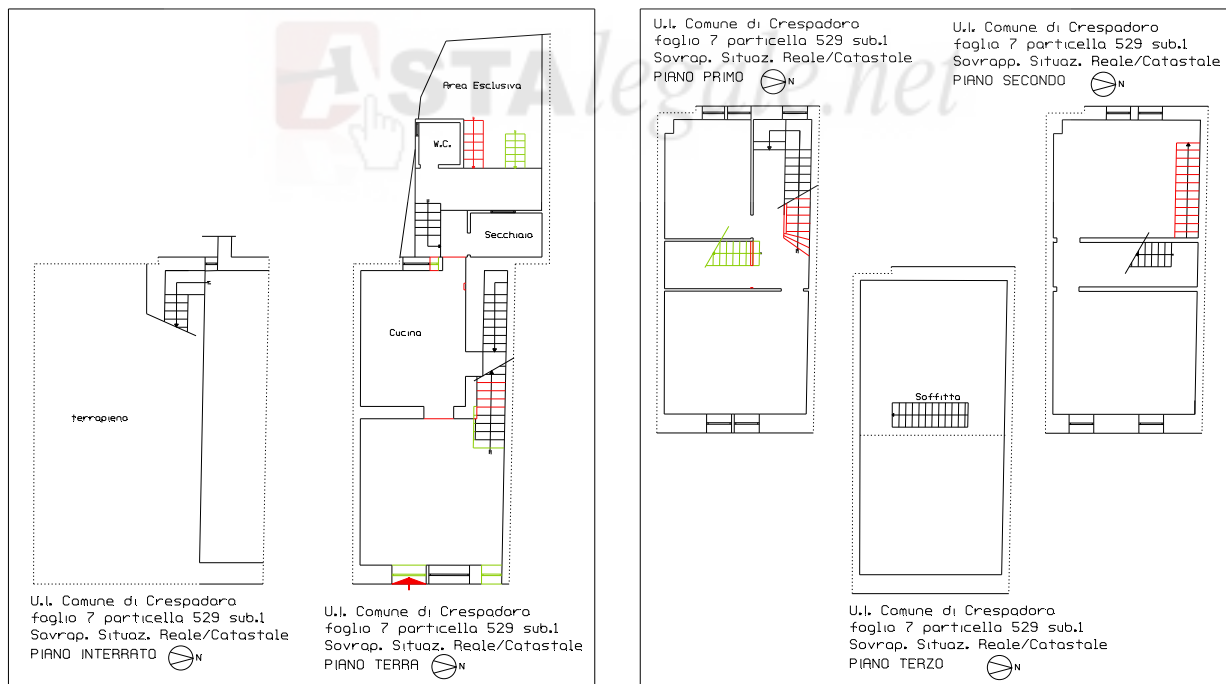 ASTAlegale.net
Area Esclusiva
W.C.
Secchiaio
Cucina
terrapieno
U.I. Comune di Crespadoro
foglio 7 particella 529 sub.1
Sovrap. Situaz. Reale/Catastale
PIANO INTERRATO N
U.I. Comune di Crespadoro
foglio 7 particella 529 sub.1
Sovrap. Situaz. Reale/Catastale
PIANO TERRA N
U.I. Comune di Crespadoro
foglio 7 particella 529 sub.1
Sovrap. Situaz. Reale/Catastale
PIANO PRIMO N
U.I. Comune di Crespadoro
foglio 7 particella 529 sub.1
Sovrapp. Situaz. Reale/Catastale
PIANO SECONDO N
Soffitta
U.I. Comune di Crespadoro
foglio 7 particella 529 sub.1
Sovrap. Situaz. Reale/Catastale
PIANO TERZO N